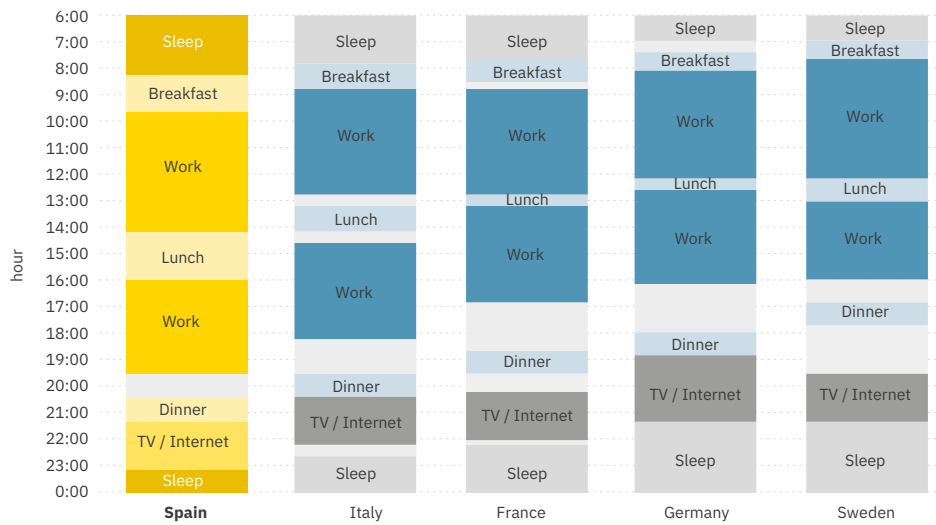 hour
6:00
7:00
8:00
9:00
10:00
11:00
12:00
13:00
14:00
15:00
16:00
17:00
18:00
19:00
20:00
21:00
22:00
23:00
0:00
Sleep
Breakfast
Work
Lunch
Work
Dinner
TV / Internet
Sleep
Spain
Sleep
Breakfast
Work
Lunch
Work
Dinner
TV / Internet
Sleep
Italy
Sleep
Breakfast
Work
Lunch
Work
Dinner
TV / Internet
Sleep
France
Sleep
Breakfast
Work
Lunch
Work
Dinner
TV / Internet
Sleep
Germany
Sleep
Breakfast
Work
Lunch
Work
Dinner
TV / Internet
Sleep
Sweden